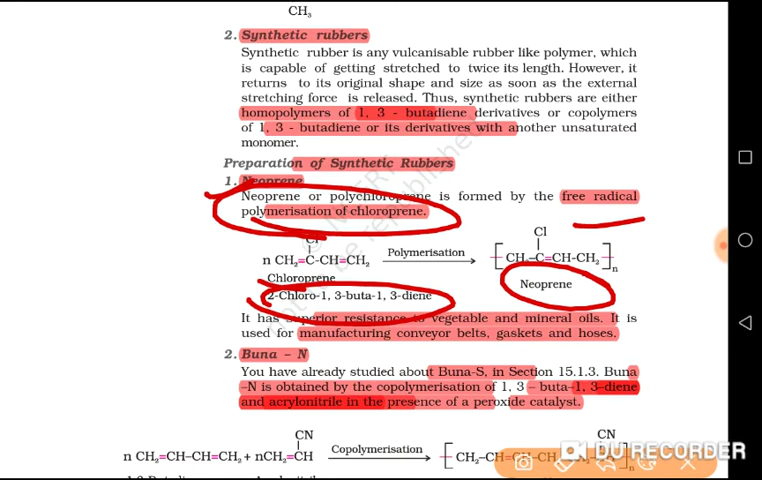 CH3
2. Synthetic rubbers
Synthetic rubber is any vulcanisable rubber like polymer, which
is capable of getting stretched to twice its length. However, it
returns to its original shape and size as soon as the external
stretching force is released. Thus, synthetic rubbers are either
homopolymers of 1, 3 - butadiene derivatives or copolymers
of 1, 3 - butadiene or its derivatives with another unsaturated
monomer.
Preparation of Synthetic Rubbers
1. Neoprene
Neoprene or polychloroprene is formed by the free radical
polymerisation of chloroprene.
Cl
Cl
n CH2=C-CH=CH2
Polymerisation
[CH2-C=CH-CH2]n
Chloroprene
Neoprene
2-Chloro-1, 3-buta-1, 3-diene
It has superior resistance to vegetable and mineral oils. It is
used for manufacturing conveyor belts, gaskets and hoses.
2. Buna – N
You have already studied about Buna-S, in Section 15.1.3. Buna
–N is obtained by the copolymerisation of 1, 3 – buta-1, 3-diene
and acrylonitrile in the presence of a peroxide catalyst.
CN
CN
n CH2=CH-CH=CH2 + nCH2=CH
Copolymerisation
[CH2-CH=CH-CH
n
DU RECORDER